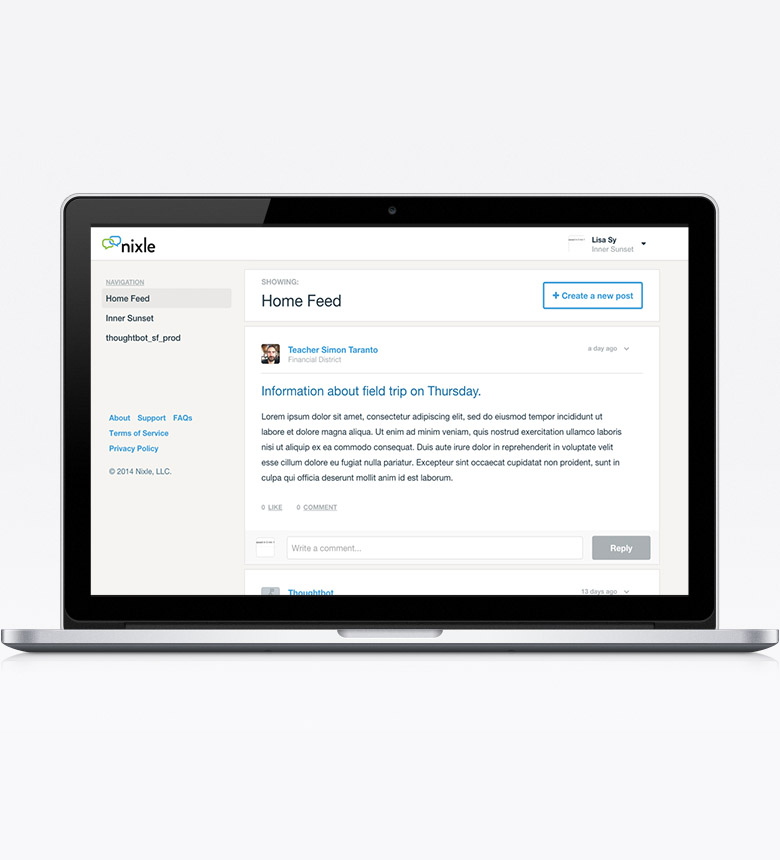 nixle
Lisa Sy
Inner Sunset
NAVIGATION
Home Feed
Inner Sunset
thoughtbot_sf_prod
About Support FAQs
Terms of Service
Privacy Policy
© 2014 Nixle, LLC.
SHOWING:
Home Feed
+ Create a new post
Teacher Simon Taranto
Financial District
a day ago
Information about field trip on Thursday.
Lorem ipsum dolor sit amet, consectetur adipiscing elit, sed do eiusmod tempor incididunt ut
labore et dolore magna aliqua. Ut enim ad minim veniam, quis nostrud exercitation ullamco laboris
nisi ut aliquip ex ea commodo consequat. Duis aute irure dolor in reprehenderit in voluptate velit
esse cillum dolore eu fugiat nulla pariatur. Excepteur sint occaecat cupidatat non proident, sunt in
culpa qui officia deserunt mollit anim id est laborum.
0 LIKE 0 COMMENT
Write a comment...
Reply
Thoughtbot
13 days ago